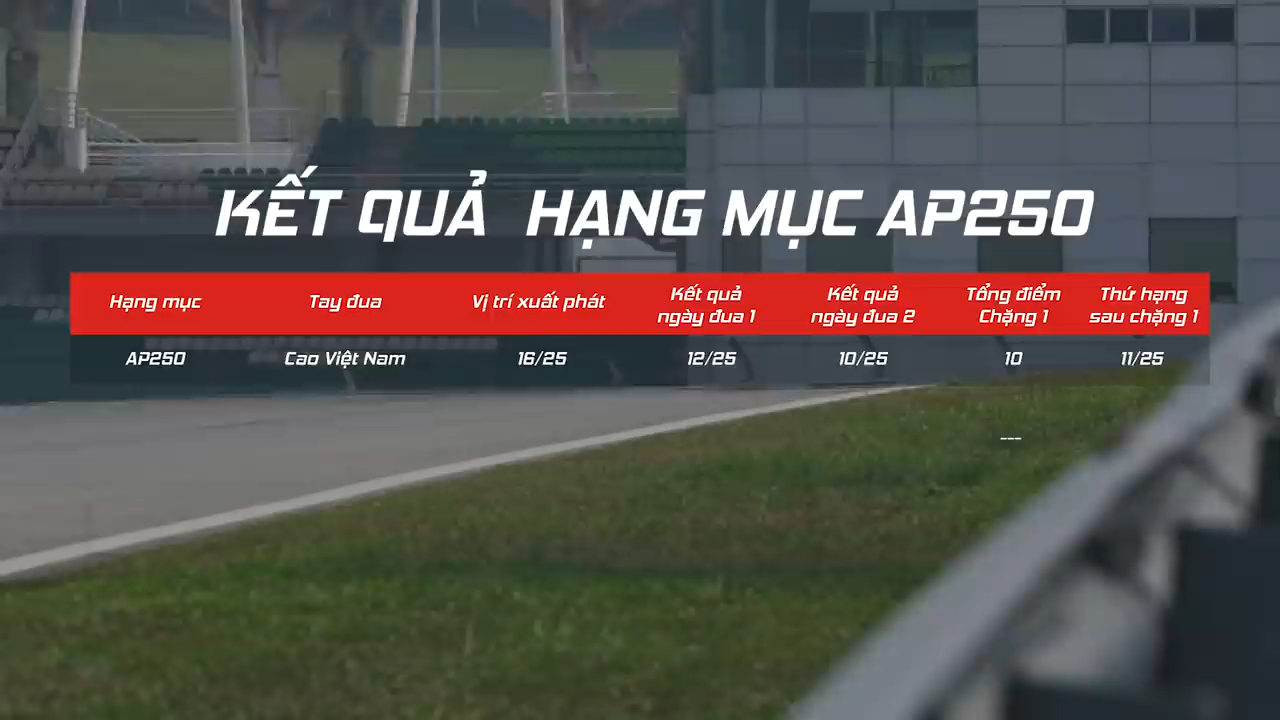 KẾT QUẢ HẠNG MỤC AP250
Hạng mục Tay đua Vị trí xuất phát Kết quả ngày đua 1 Kết quả ngày đua 2 Tổng điểm Chặng 1 Thứ hạng sau chặng 1
AP250 Cao Việt Nam 16/25 12/25 10/25 10 11/25
---